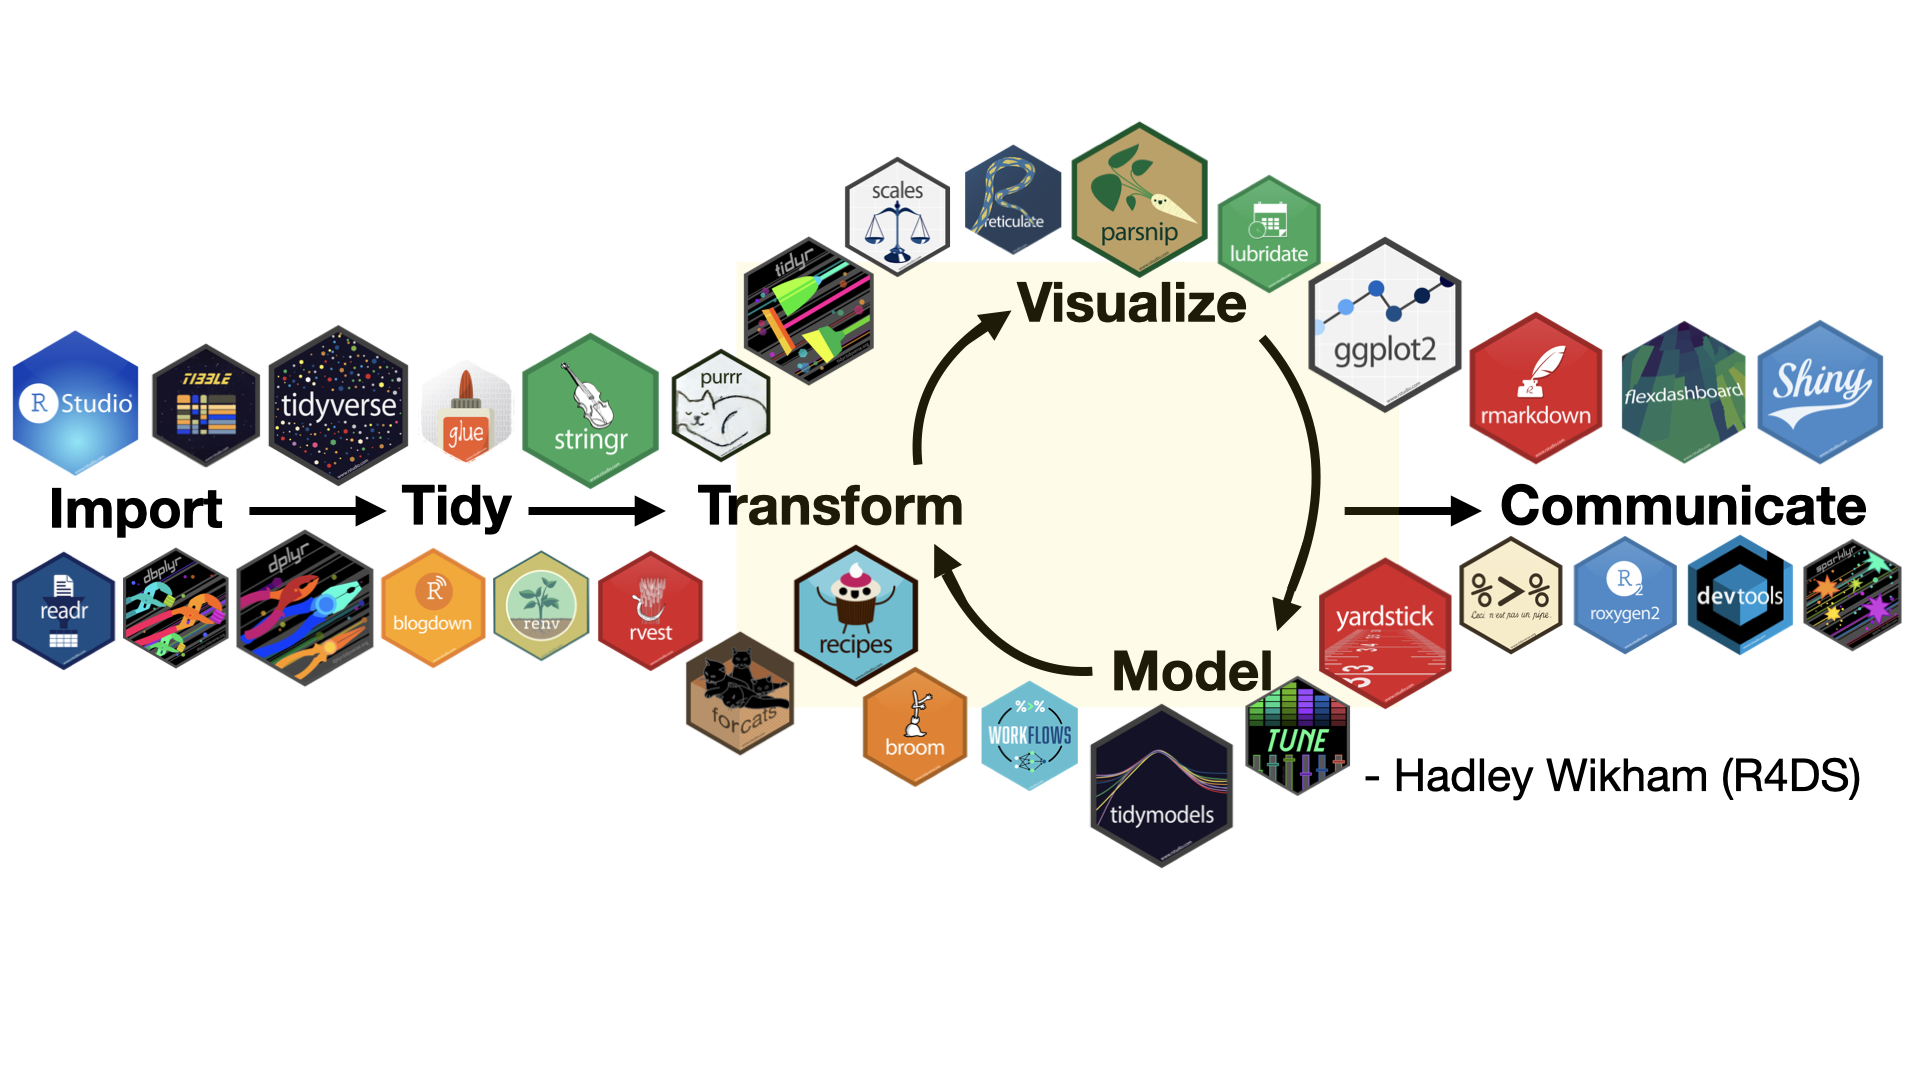 scales
reticulate
parsnip
lubridate
tidyr
ggplot2
R Studio
TIBBLE
tidyverse
glue
stringr
purrr
rmarkdown
flexdashboard
Shiny
Visualize
Import
Tidy
Transform
Communicate
readr
dbplyr
dplyr
R
blogdown
renv
rvest
recipes
forcats
broom
%>%
WORKFLOWS
Model
tidymodels
TUNE
yardstick
%>%
Ceci n'est pas un pipe.
R2
roxygen2
devtools
sparklyr
- Hadley Wikham (R4DS)